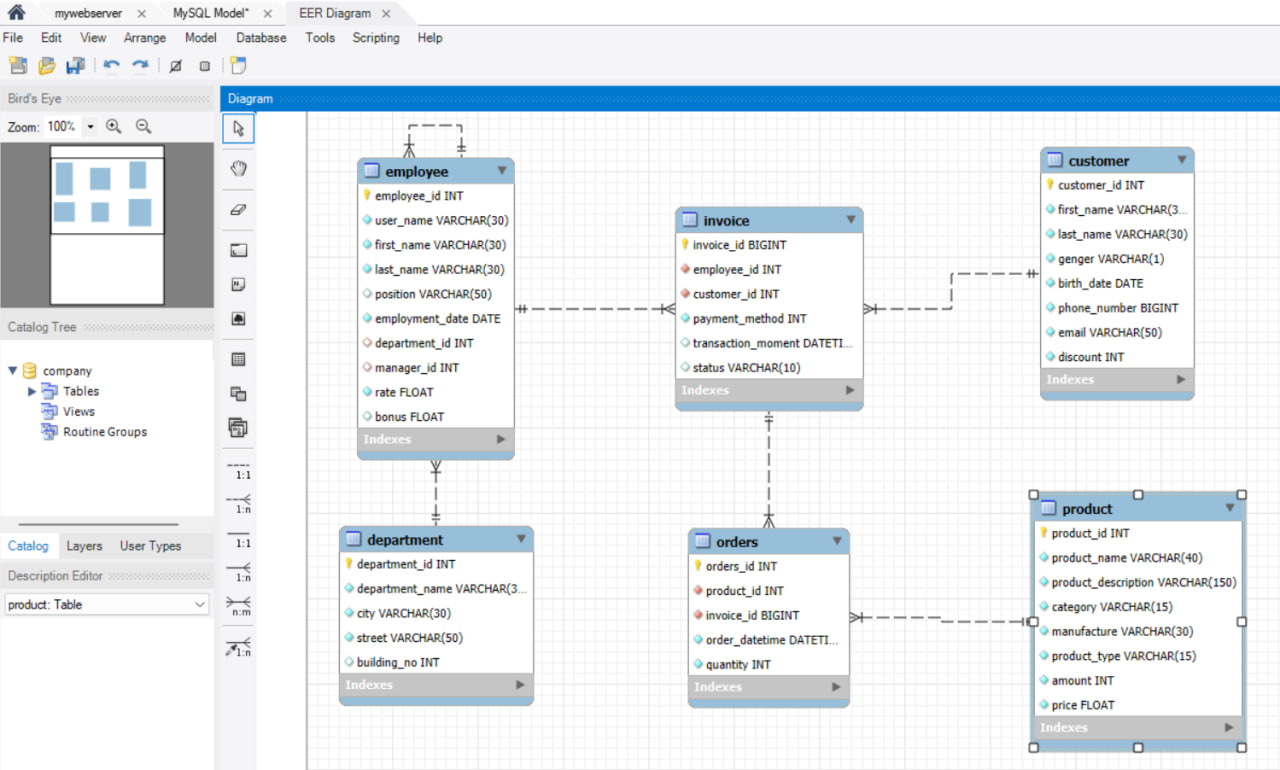 mywebserver
MySQL Model*
EER Diagram
File Edit View Arrange Model Database Tools Scripting Help
Bird's Eye
Zoom: 100%
Catalog Tree
company
Tables
Views
Routine Groups
Catalog Layers User Types
Description Editor
product: Table
Diagram
1:1
1:n
1:1
1:n
n:m
1:n
employee
employee_id INT
user_name VARCHAR(30)
first_name VARCHAR(30)
last_name VARCHAR(30)
position VARCHAR(50)
employment_date DATE
department_id INT
manager_id INT
rate FLOAT
bonus FLOAT
Indexes
invoice
invoice_id BIGINT
employee_id INT
customer_id INT
payment_method INT
transaction_moment DATETI...
status VARCHAR(10)
Indexes
customer
customer_id INT
first_name VARCHAR(3...
last_name VARCHAR(30)
genger VARCHAR(1)
birth_date DATE
phone_number BIGINT
email VARCHAR(50)
discount INT
Indexes
department
department_id INT
department_name VARCHAR(3...
city VARCHAR(30)
street VARCHAR(50)
building_no INT
Indexes
orders
orders_id INT
product_id INT
invoice_id BIGINT
order_datetime DATETI...
quantity INT
Indexes
product
product_id INT
product_name VARCHAR(40)
product_description VARCHAR(150)
category VARCHAR(15)
manufacture VARCHAR(30)
product_type VARCHAR(15)
amount INT
price FLOAT
Indexes